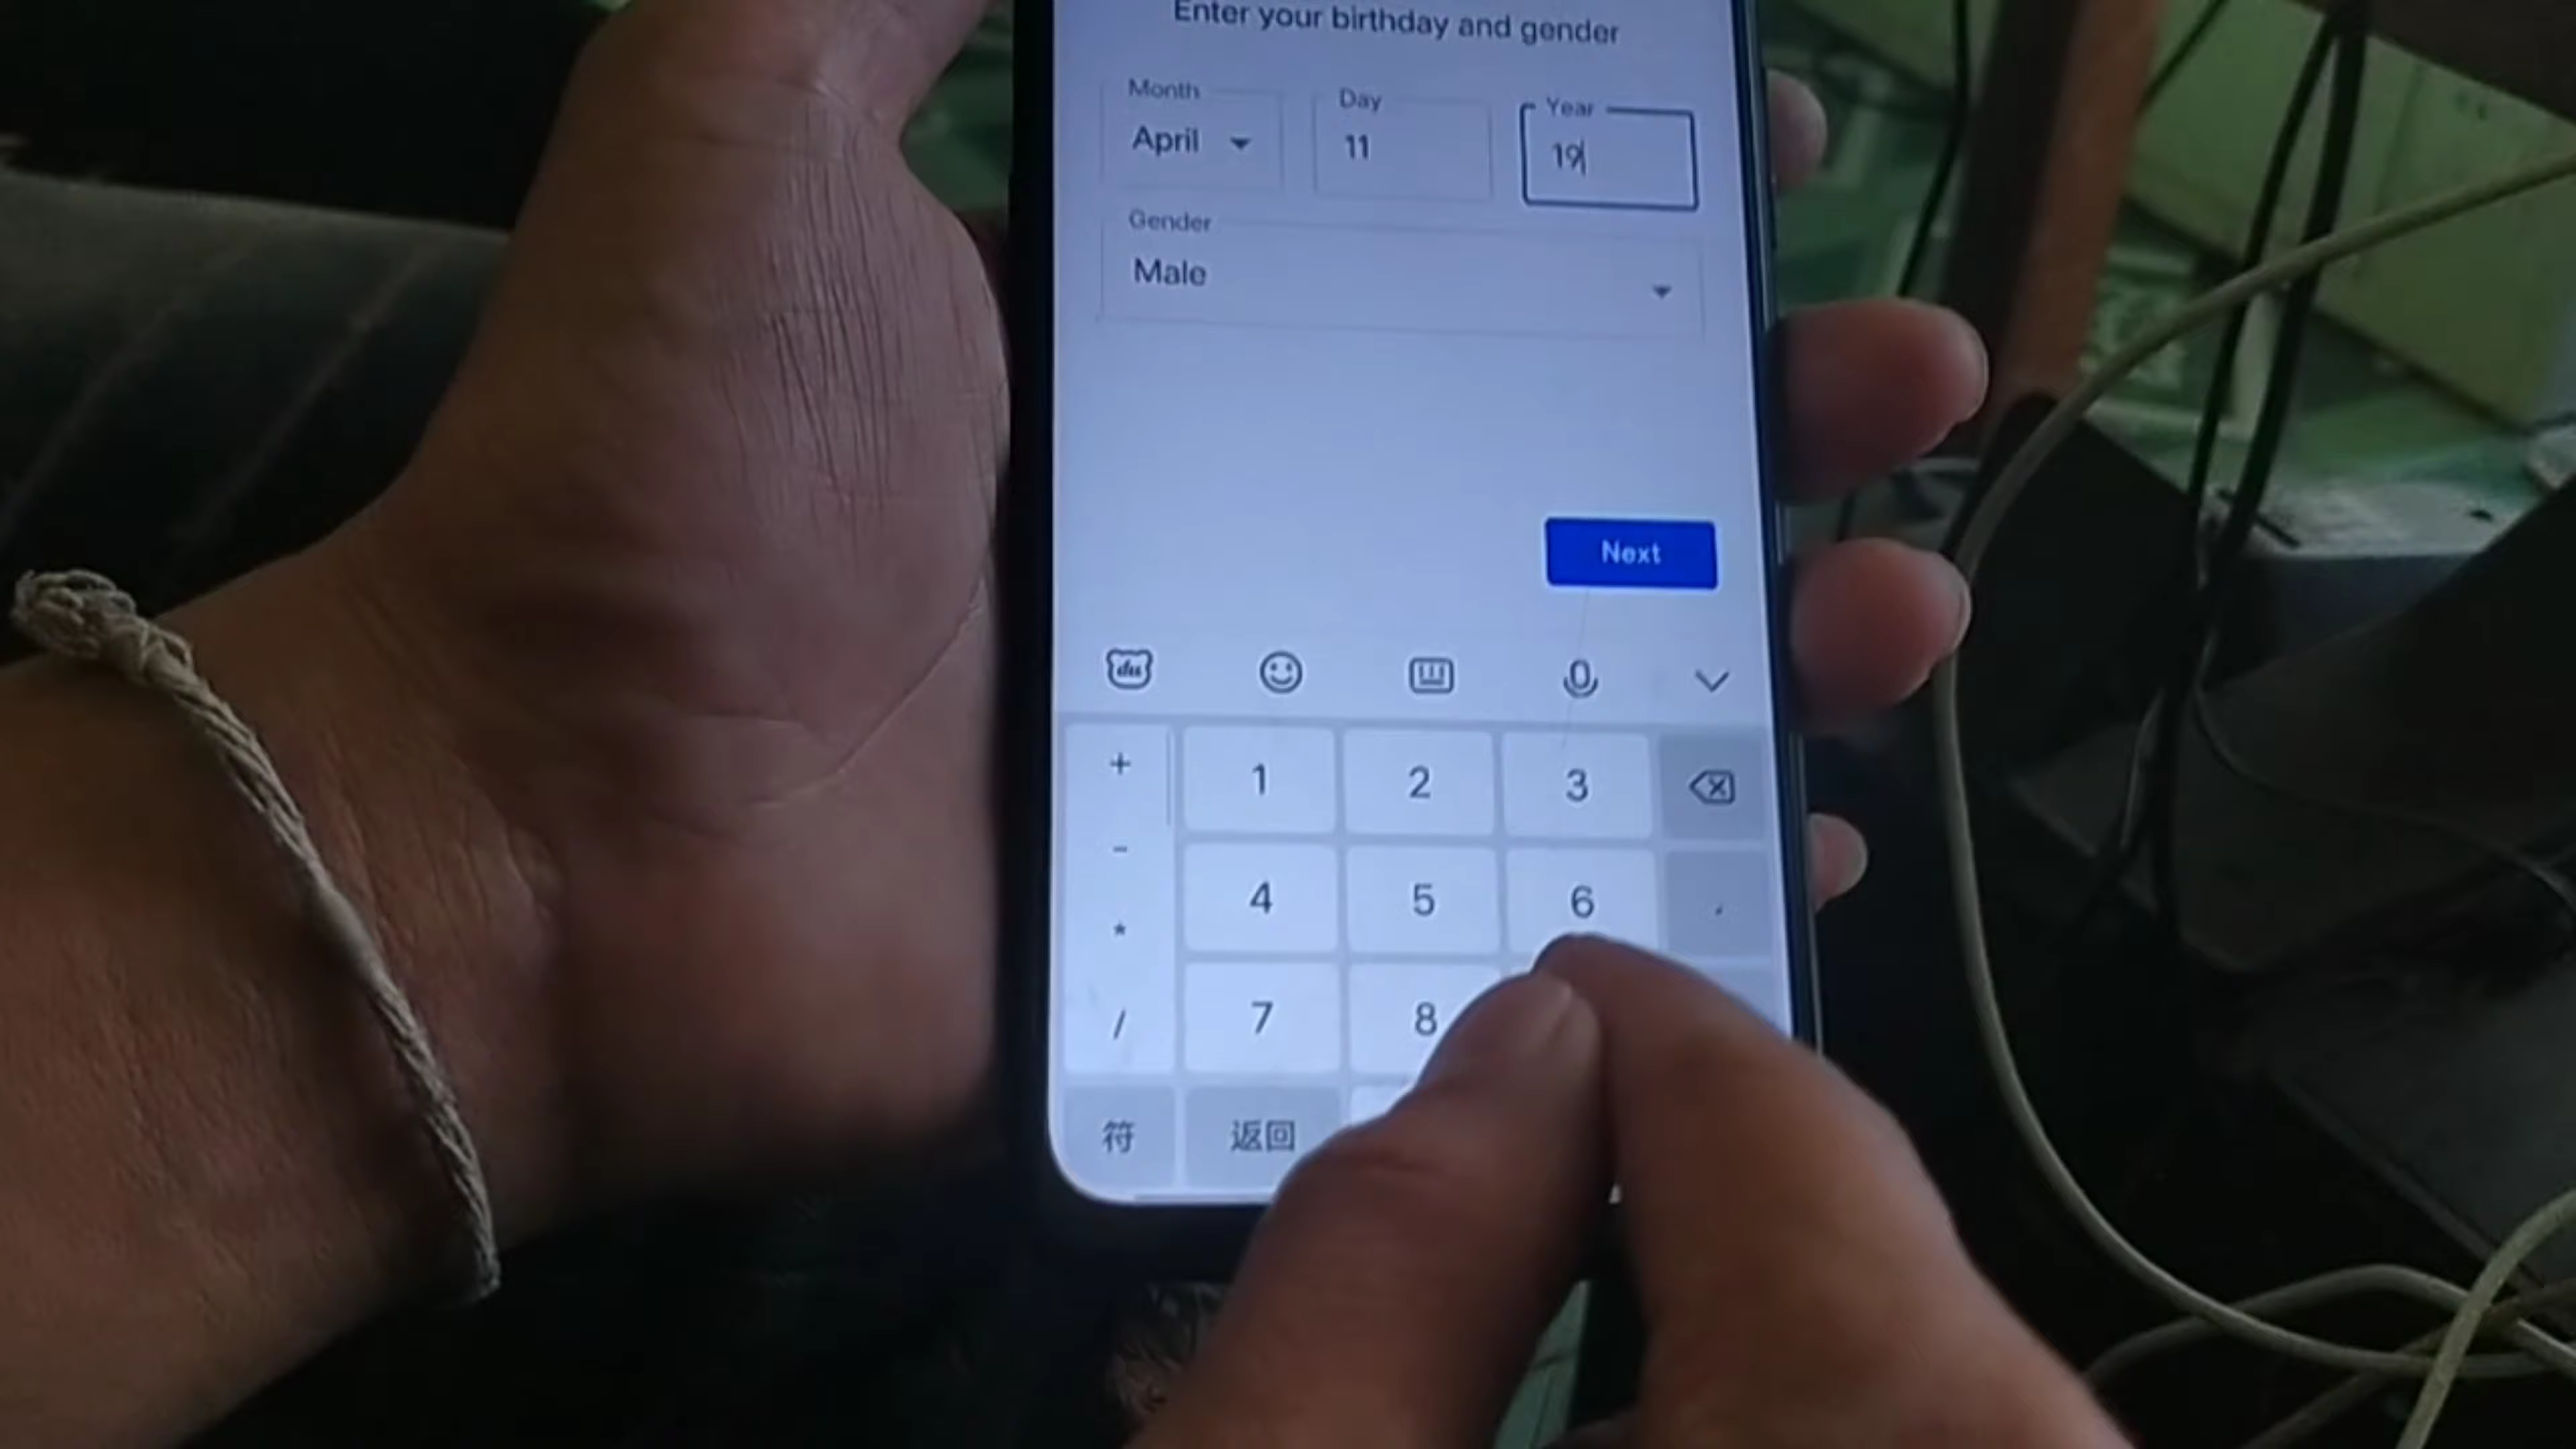 Enter your birthday and gender
Month Day Year
April 11 19
Gender
Male
Next
du
+ 1 2 3
- 4 5 6 .
*
/ 7 8
符 返回